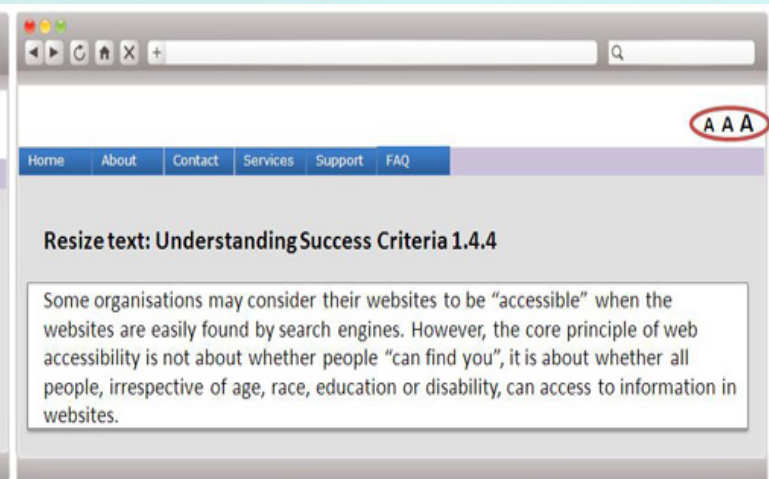 A A A
Home About Contact Services Support FAQ
Resize text: Understanding Success Criteria 1.4.4
Some organisations may consider their websites to be “accessible” when the
websites are easily found by search engines. However, the core principle of web
accessibility is not about whether people “can find you”, it is about whether all
people, irrespective of age, race, education or disability, can access to information in
websites.